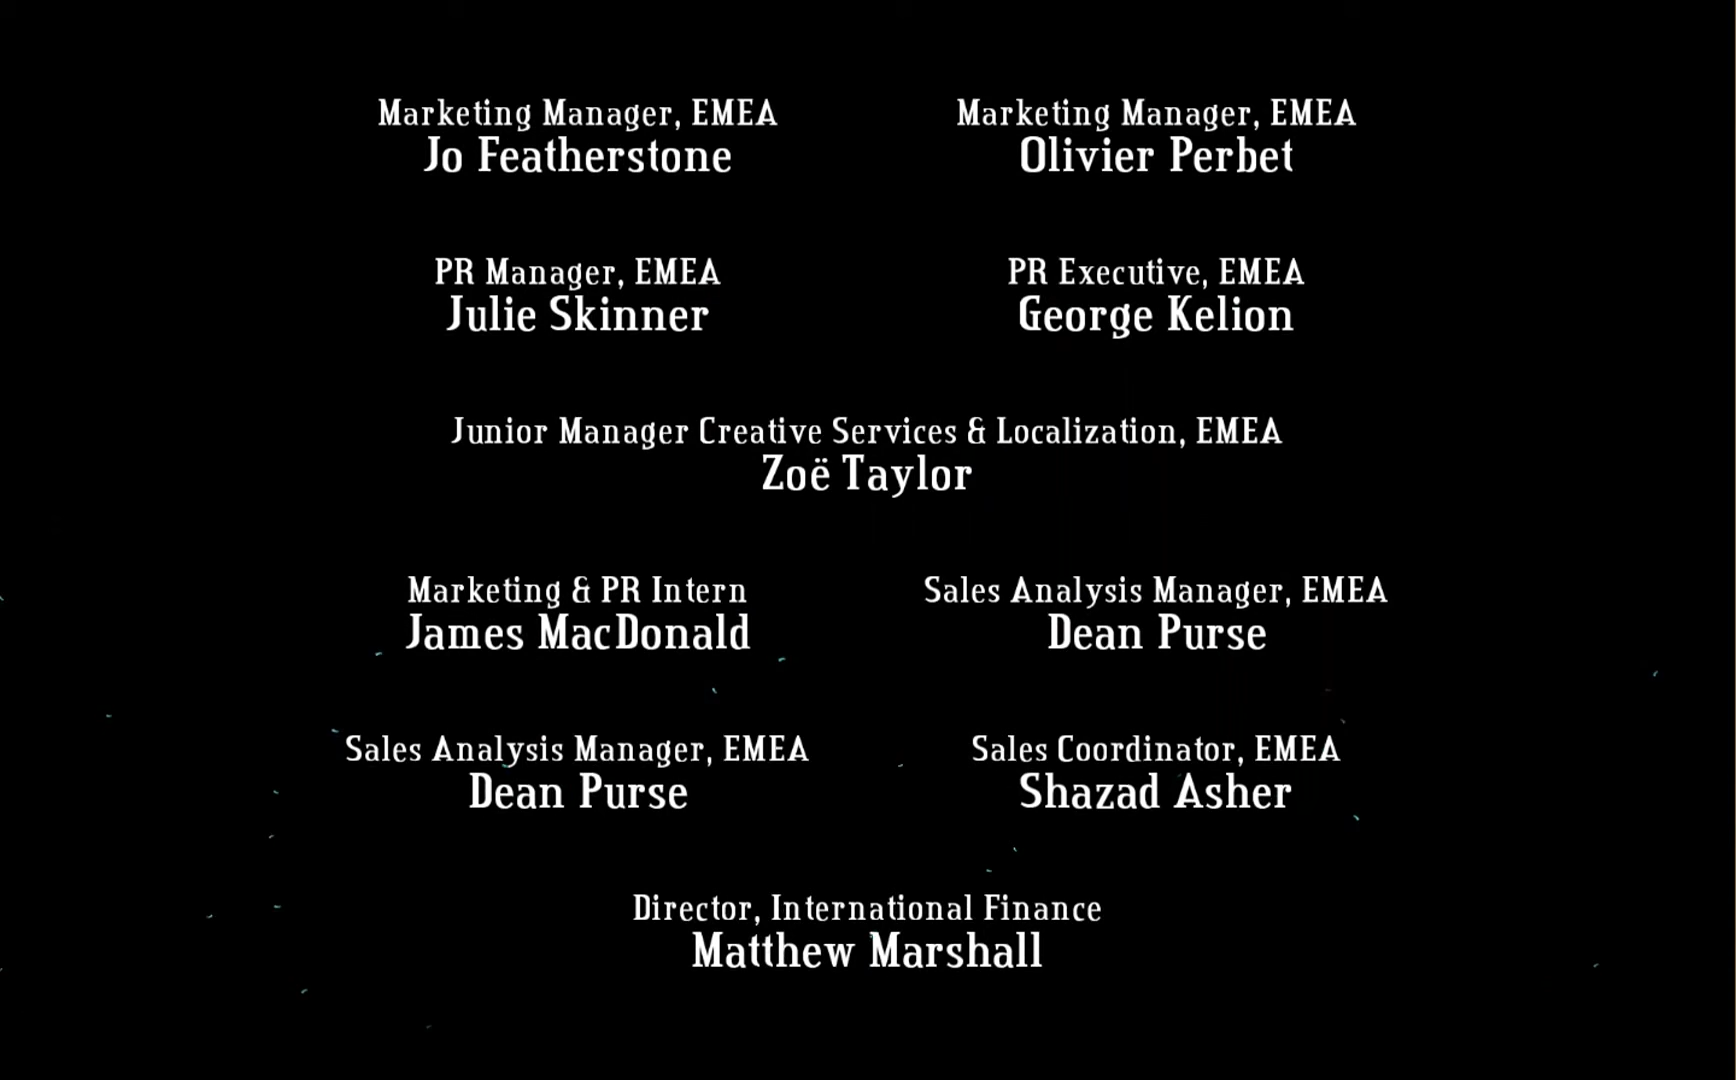 Marketing Manager, EMEA
Jo Featherstone
Marketing Manager, EMEA
Olivier Perbet
PR Manager, EMEA
Julie Skinner
PR Executive, EMEA
George Kelion
Junior Manager Creative Services & Localization, EMEA
Zoë Taylor
Marketing & PR Intern
James MacDonald
Sales Analysis Manager, EMEA
Dean Purse
Sales Analysis Manager, EMEA
Dean Purse
Sales Coordinator, EMEA
Shazad Asher
Director, International Finance
Matthew Marshall